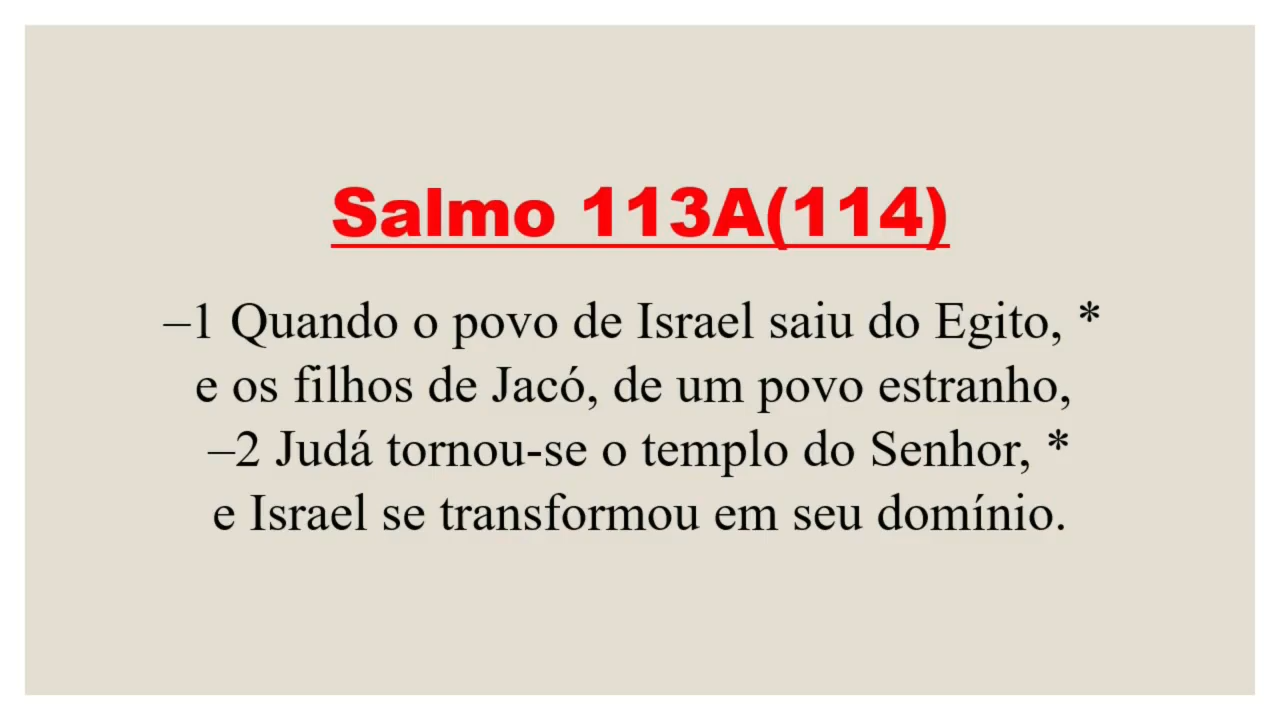 Salmo 113A(114)
–1 Quando o povo de Israel saiu do Egito, *
e os filhos de Jacó, de um povo estranho,
–2 Judá tornou-se o templo do Senhor, *
e Israel se transformou em seu domínio.